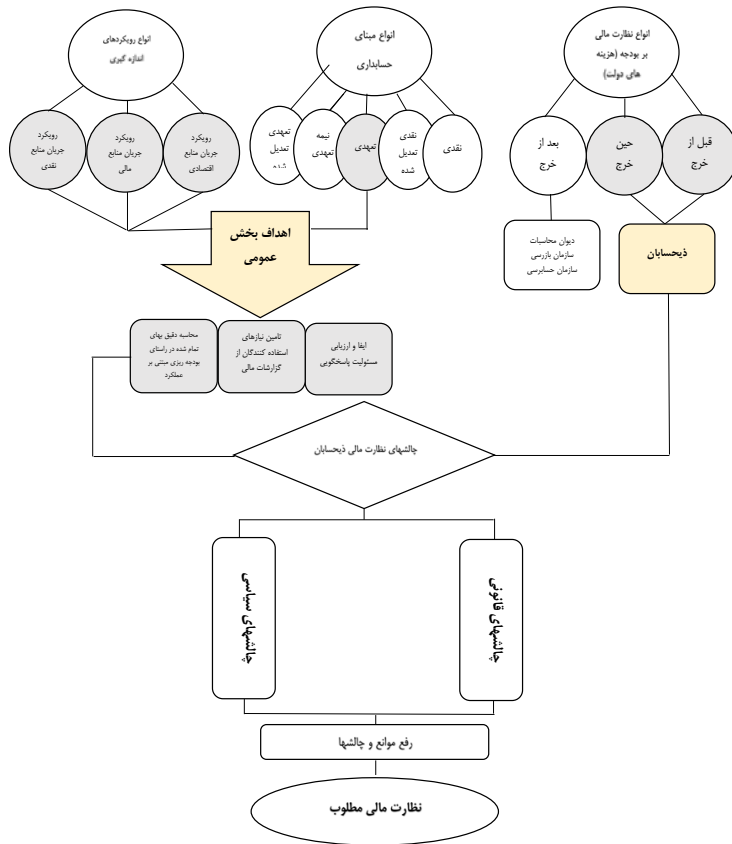 انواع نظارت مالی
بر بودجه (هزینه
های دولت)
انواع مبنای
حسابداری
انواع رویکردهای
اندازه گیری
قبل از
خرج
حین
خرج
بعد از
خرج
نقدی
نقدی
تعدیل
شده
تعهدی
نیمه
تعهدی
تعهدی
تعدیل
شده
رویکرد
جریان منابع
اقتصادی
رویکرد
جریان منابع
مالی
رویکرد
جریان منابع
نقدی
ذیحسابان
دیوان محاسبات
سازمان بازرسی
سازمان حسابرسی
اهداف بخش
عمومی
ایفا و ارزیابی
مسئولیت پاسخگویی
تامین نیازهای
استفاده کنندگان از
گزارشات مالی
محاسبه دقیق بهای
تمام شده در راستای
بودجه ریزی مبتنی بر
عملکرد
چالشهای نظارت مالی ذیحسابان
چالشهای قانونی
چالشهای سیاسی
رفع موانع و چالشها
نظارت مالی مطلوب